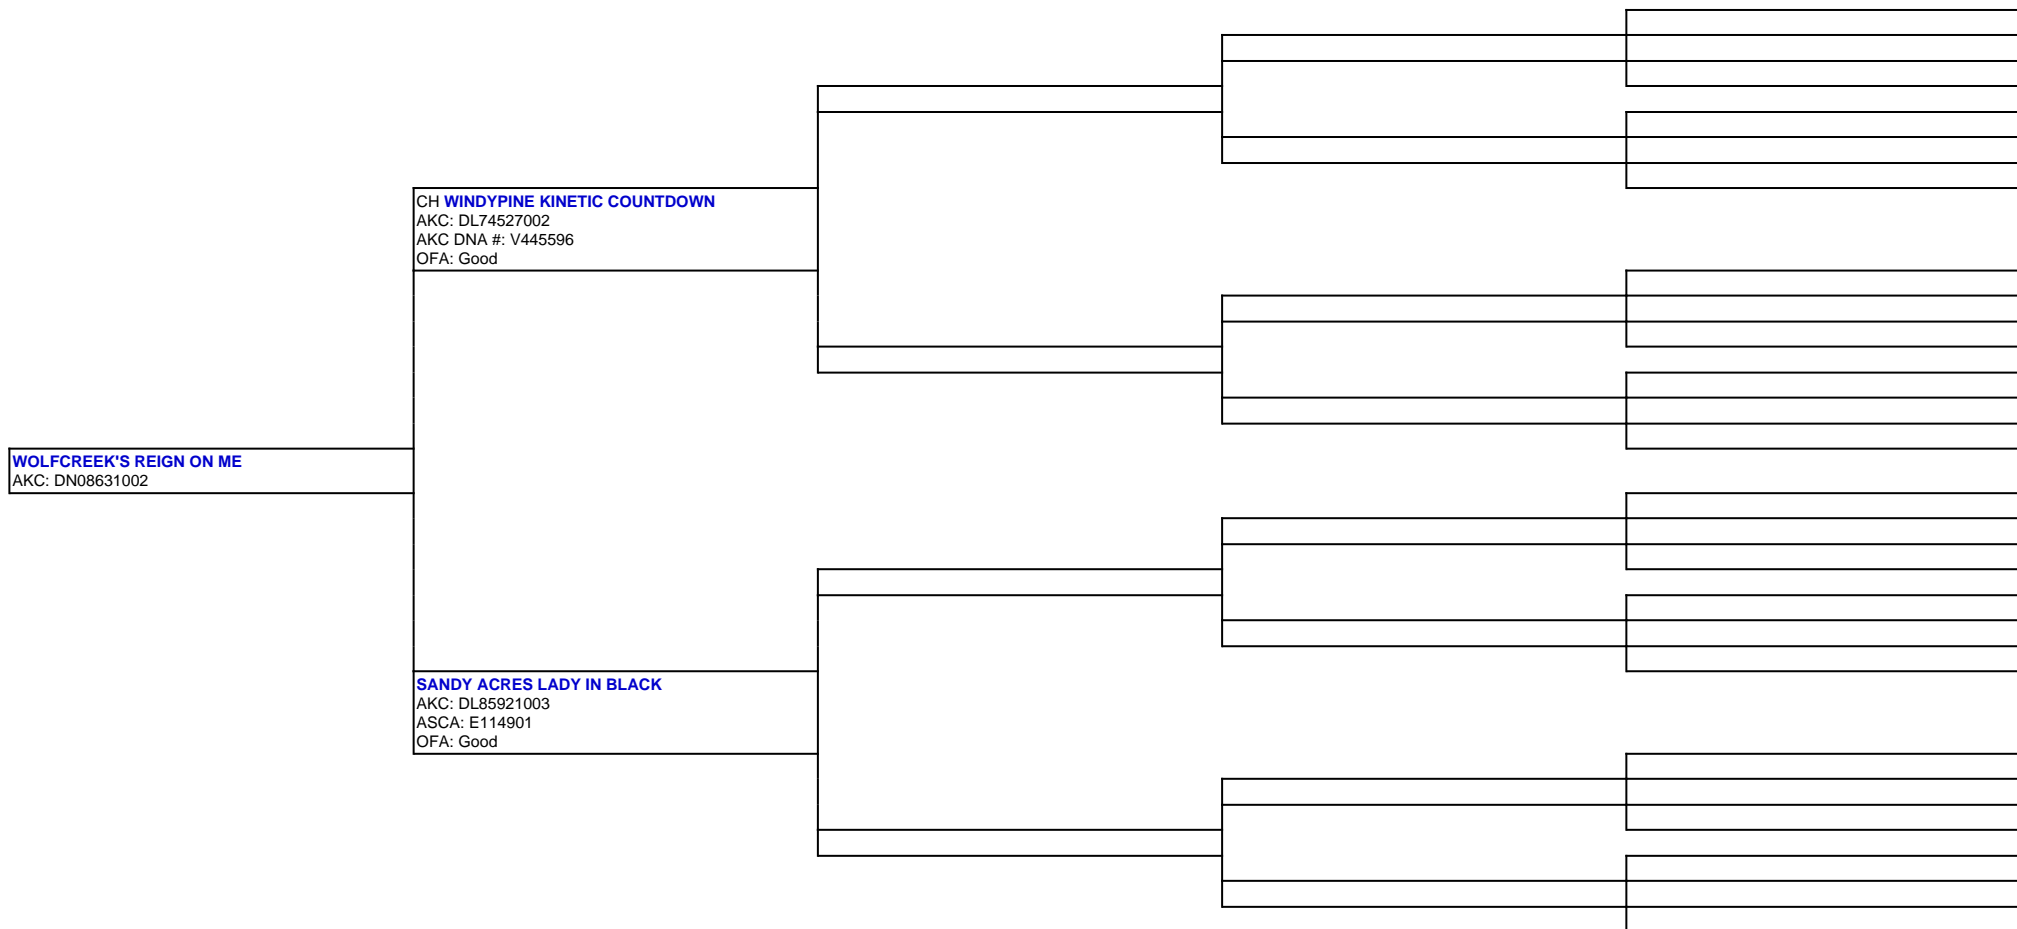 CH WINDYPINE KINETIC COUNTDOWN
AKC: DL74527002
AKC DNA #: V445596
OFA: Good
WOLFCREEK'S REIGN ON ME
AKC: DN08631002
SANDY ACRES LADY IN BLACK
AKC: DL85921003
ASCA: E114901
OFA: Good